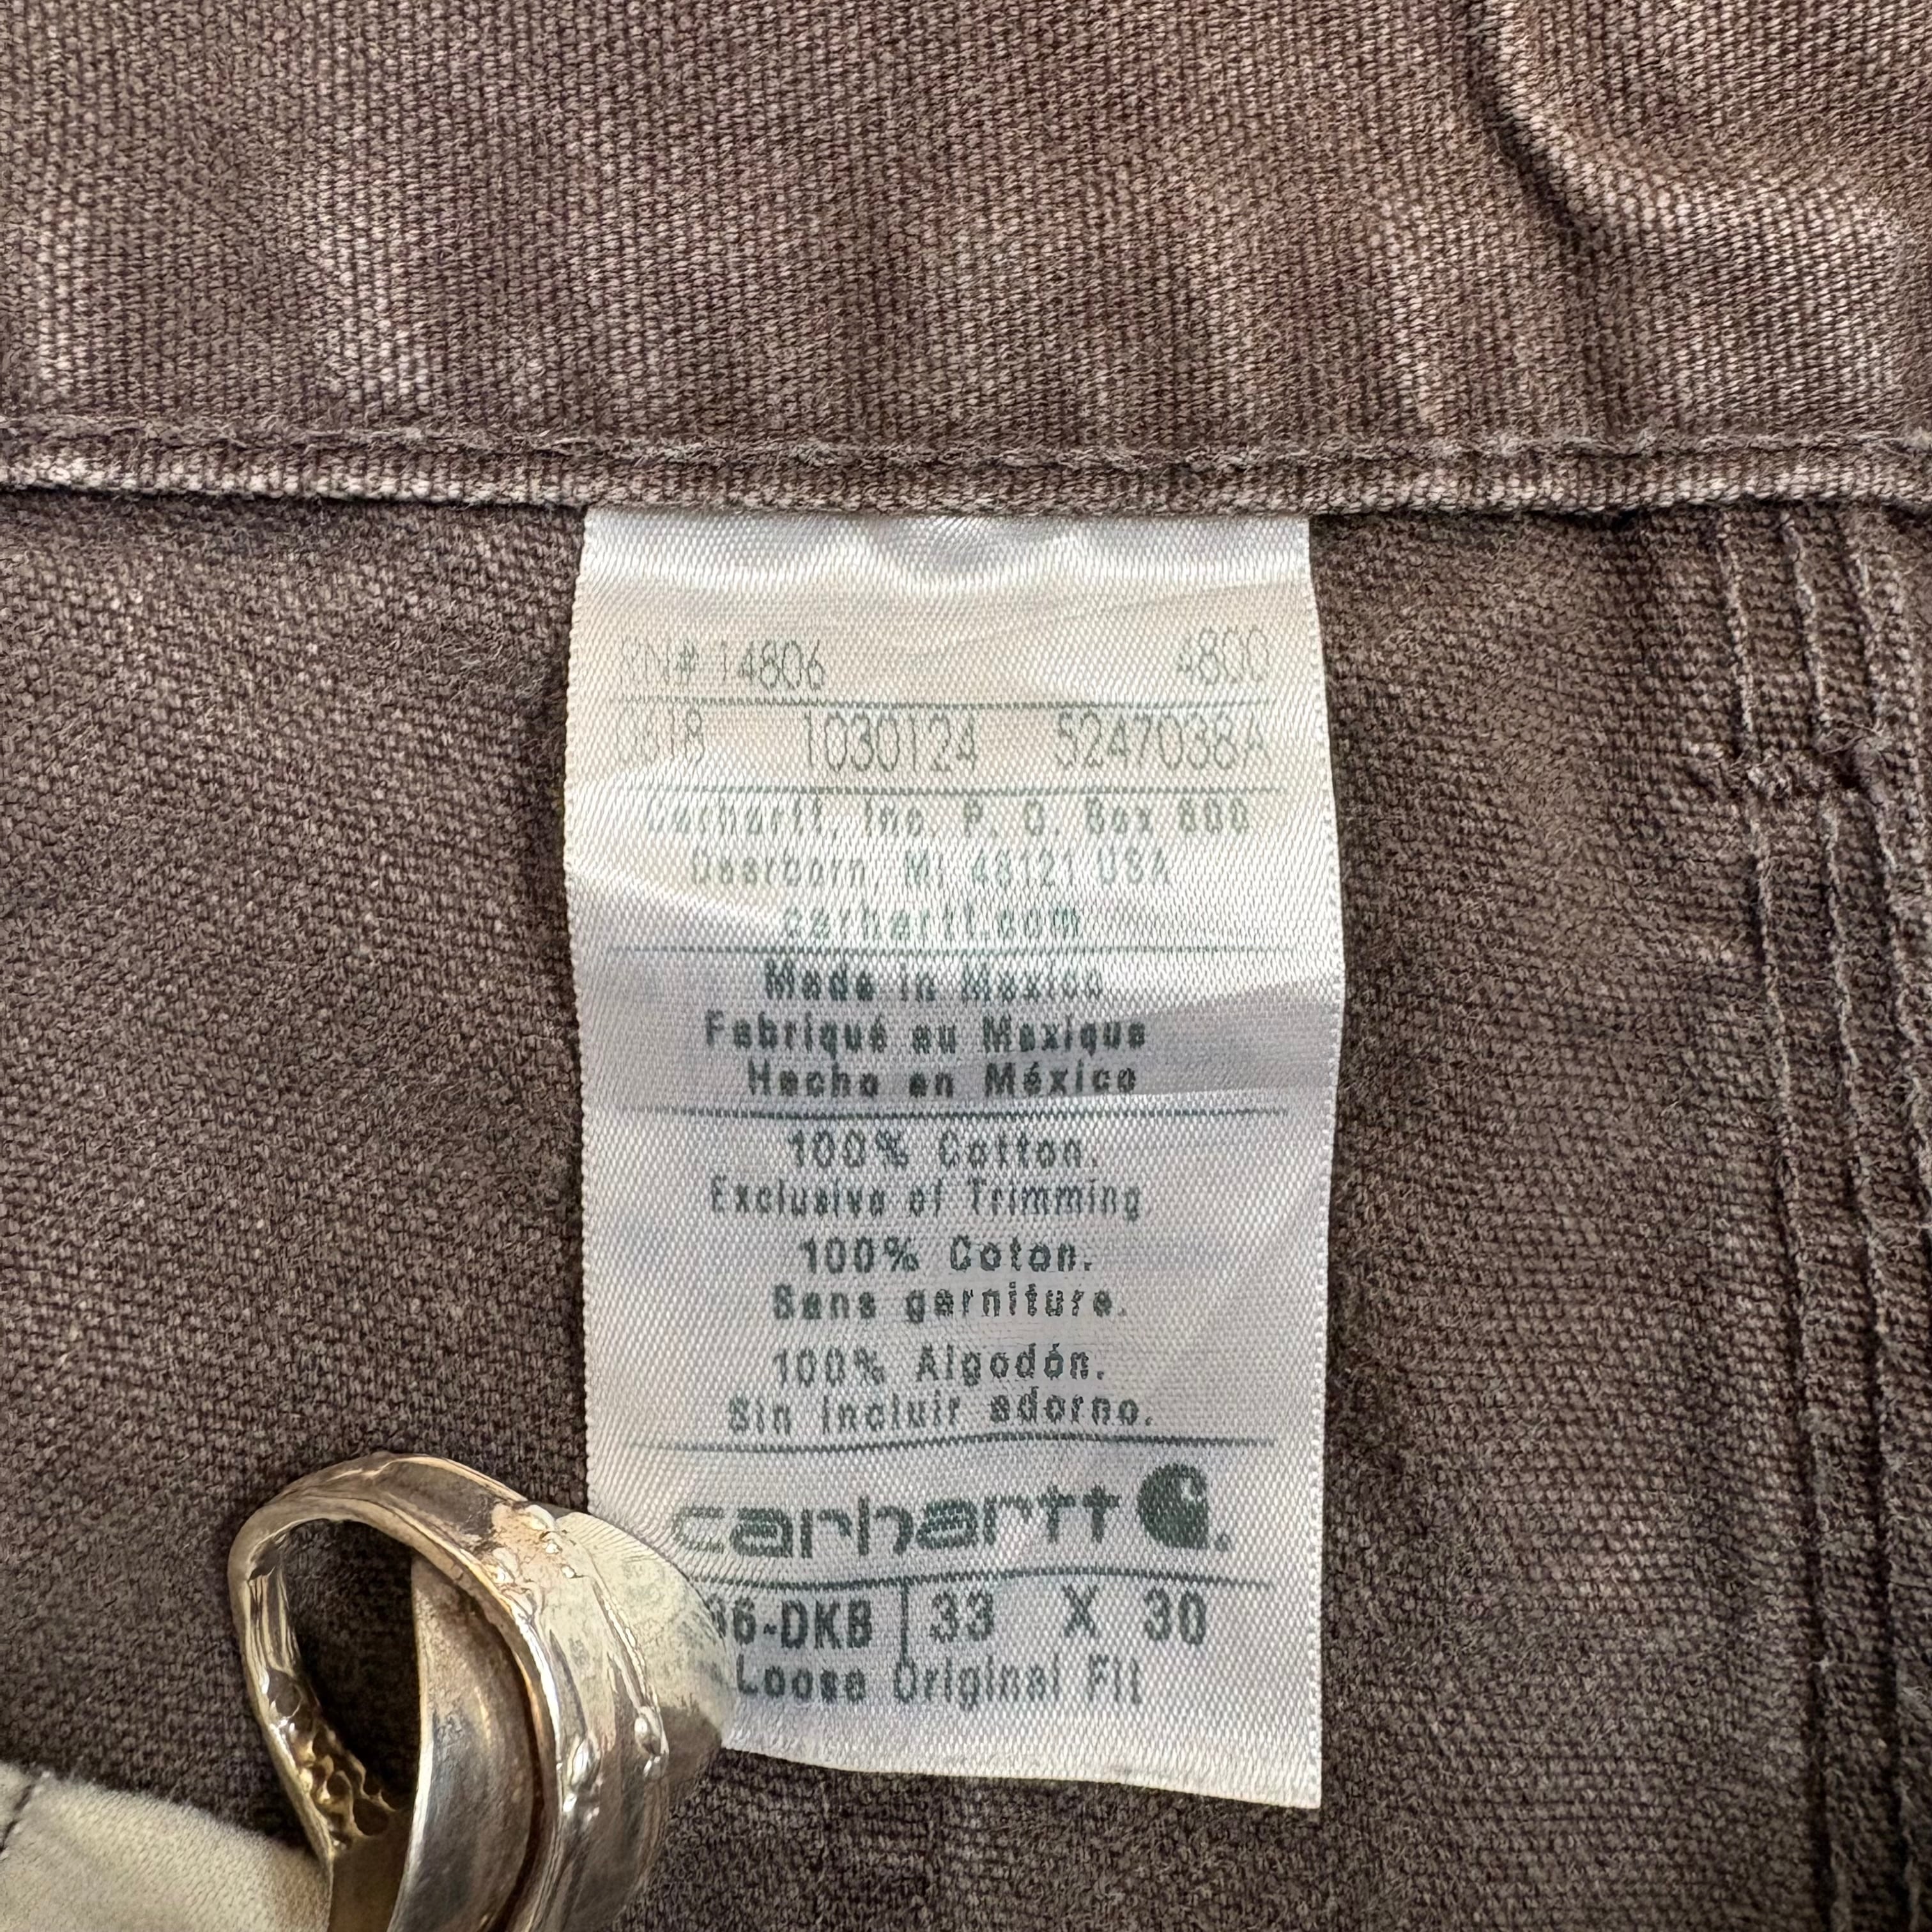 RN# 14806 4800
0618 1030124 5247038A
Carhartt, Inc. P. O. Box 600
Dearborn, MI 48121 USA
carhartt.com
Made in Mexico
Fabriqué au Mexique
Hecho en México
100% Cotton.
Exclusive of Trimming
100% Coton.
Sans garniture.
100% Algodón.
Sin incluir adorno.
carhartt
33 X 30
Loose Original Fit